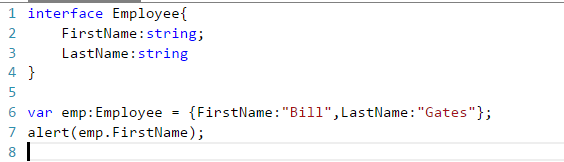 1 interface Employee{
2     FirstName:string;
3     LastName:string
4 }
5
6 var emp:Employee = {FirstName:"Bill",LastName:"Gates"};
7 alert(emp.FirstName);
8